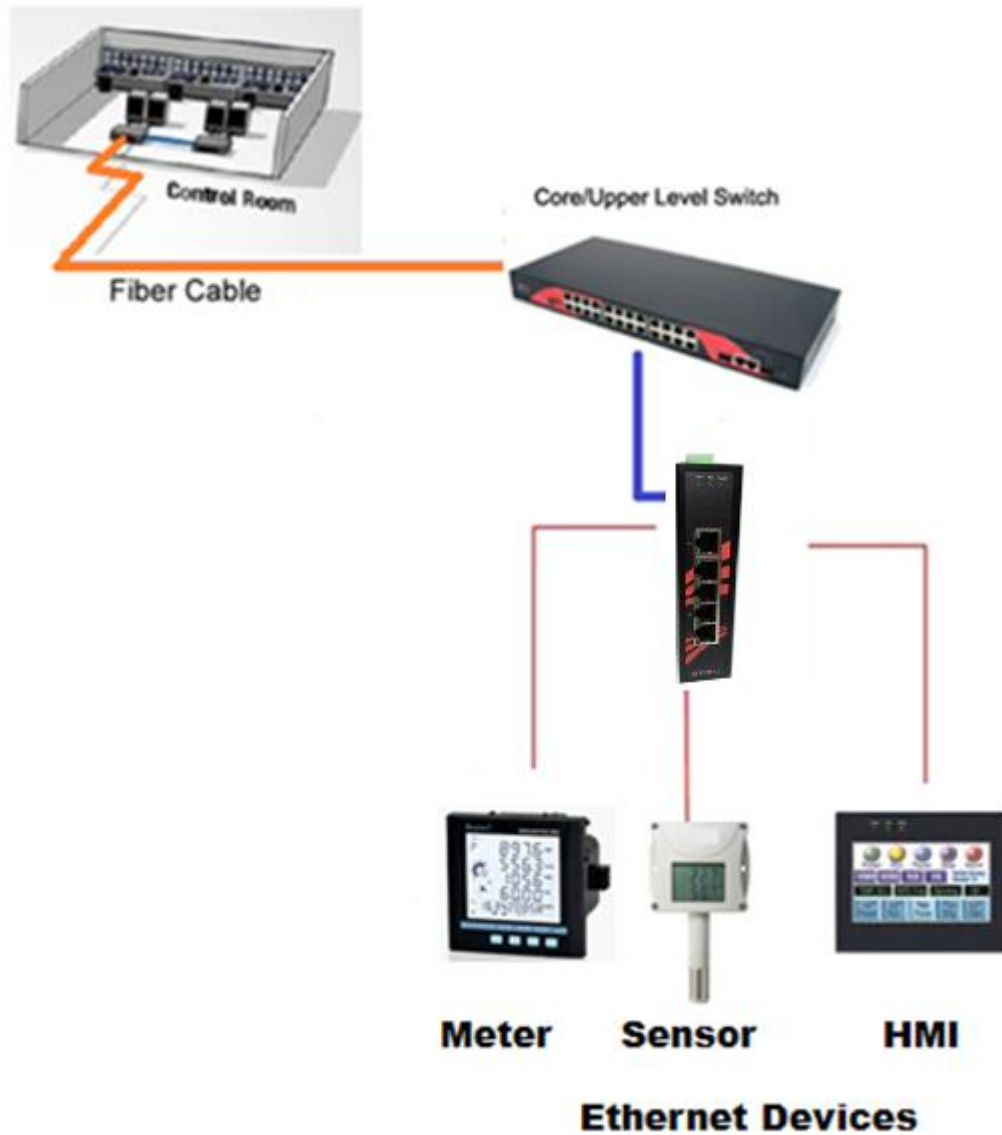 Control Room
Core/Upper Level Switch
Fiber Cable
Meter
Sensor
HMI
Ethernet Devices